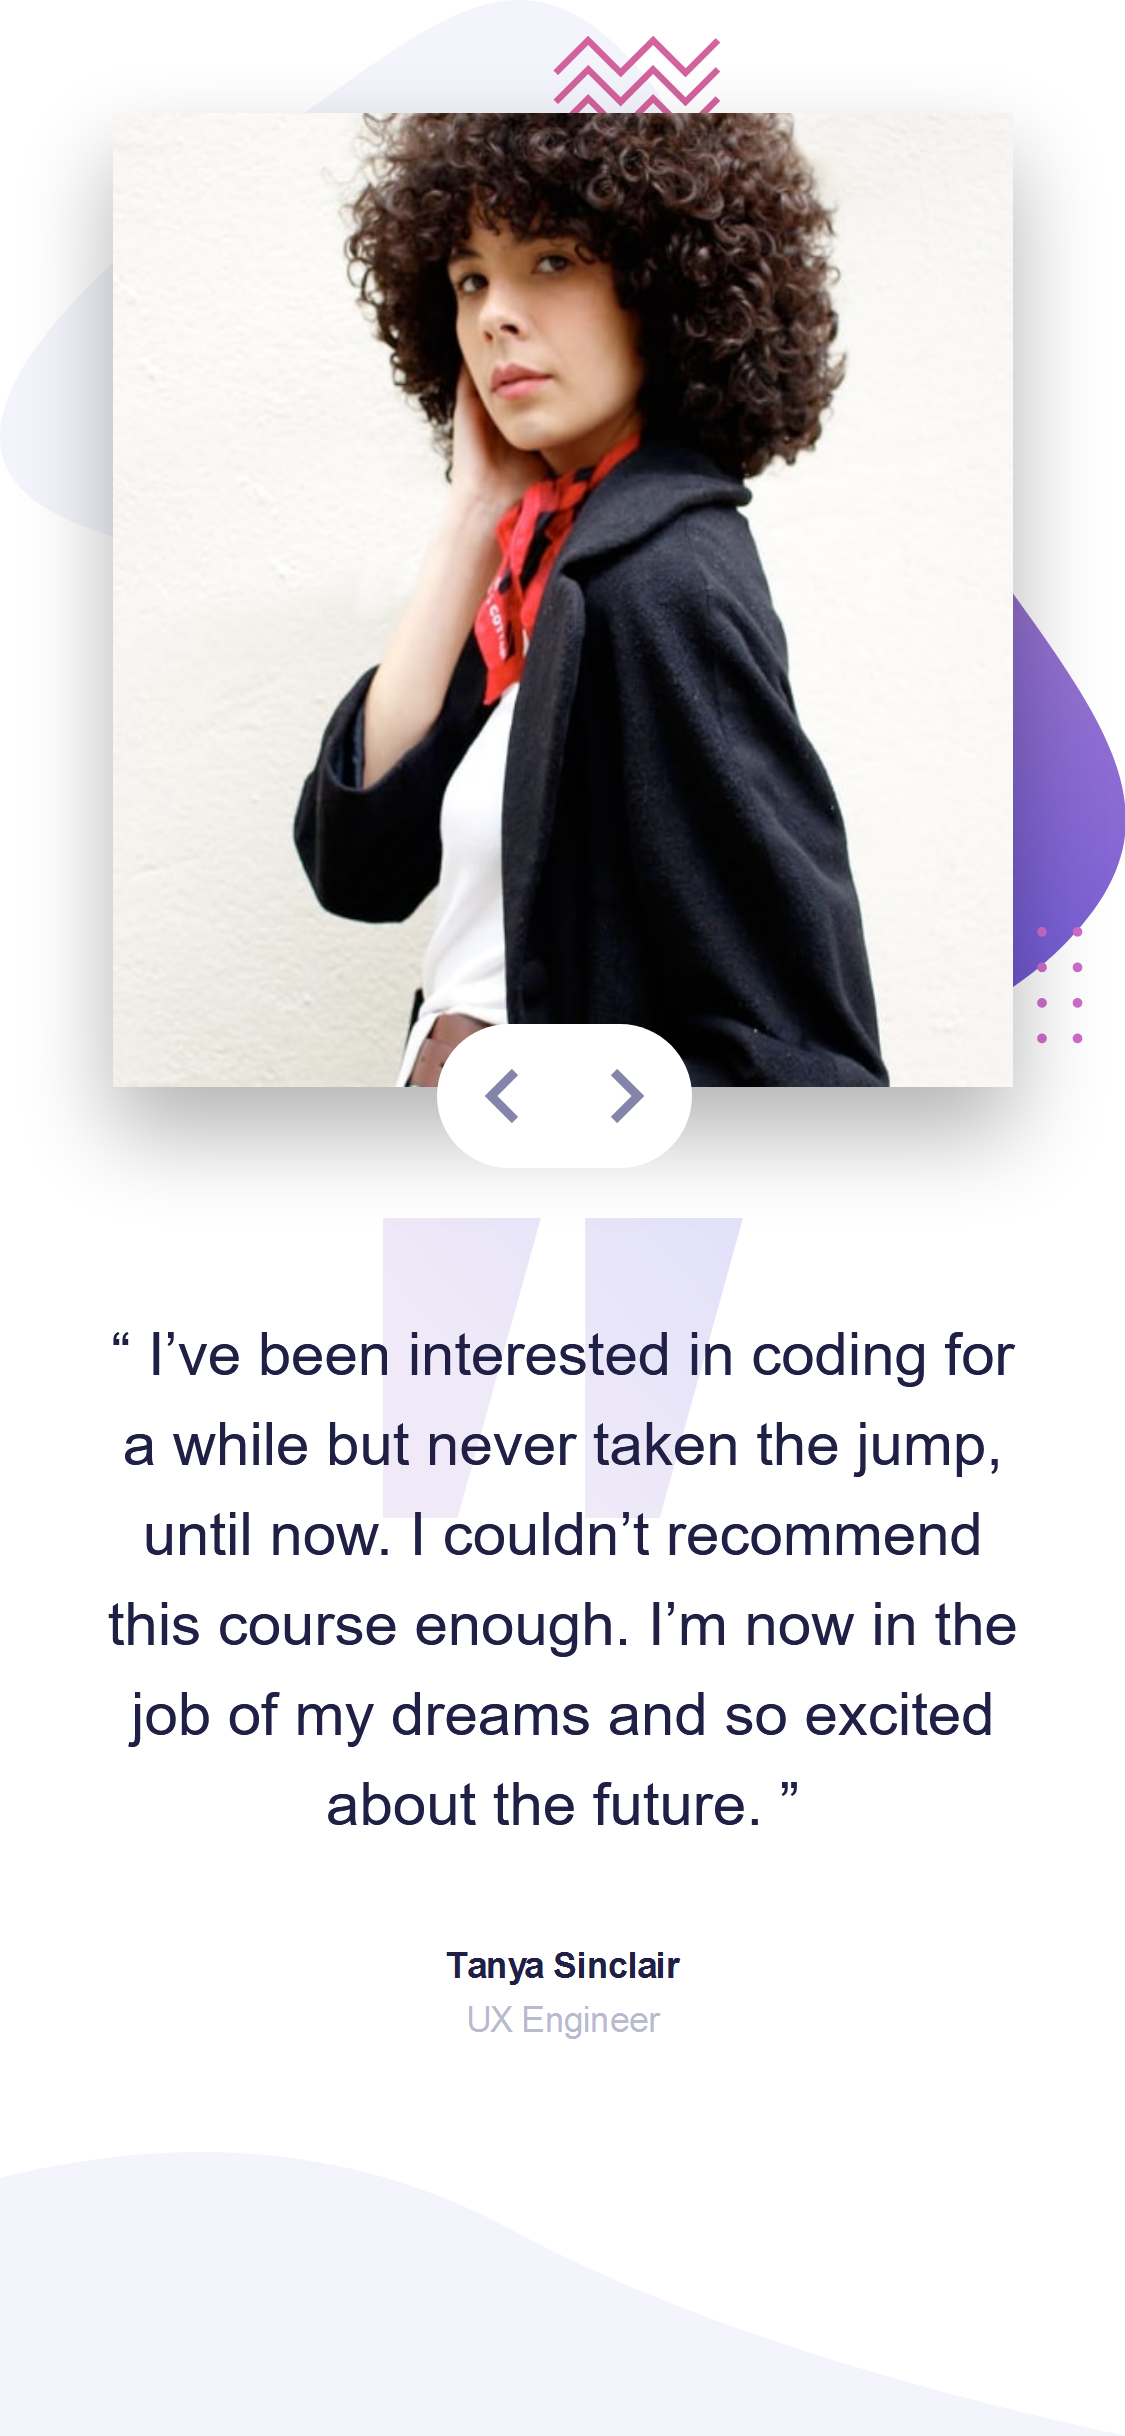 “ I’ve been interested in coding for
a while but never taken the jump,
until now. I couldn’t recommend
this course enough. I’m now in the
job of my dreams and so excited
about the future. ”
Tanya Sinclair
UX Engineer